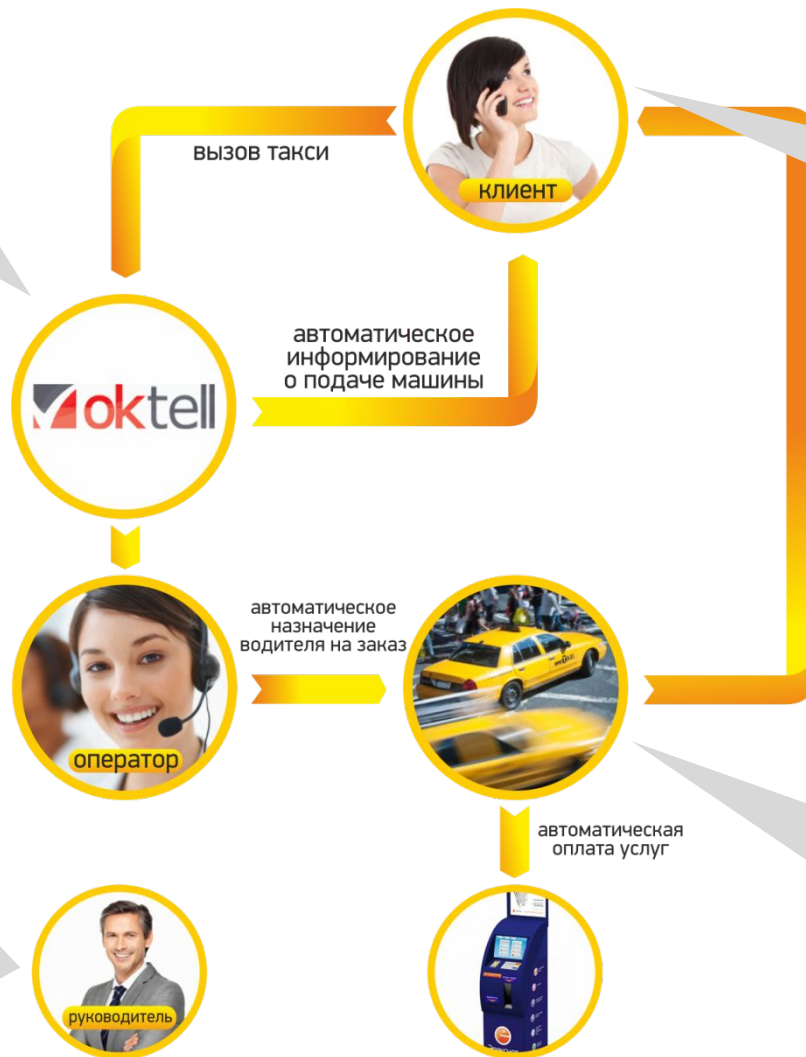 вызов такси
клиент
автоматическое
информирование
о подаче машины
oktell
автоматическое
назначение
водителя на заказ
оператор
автоматическая
оплата услуг
руководитель